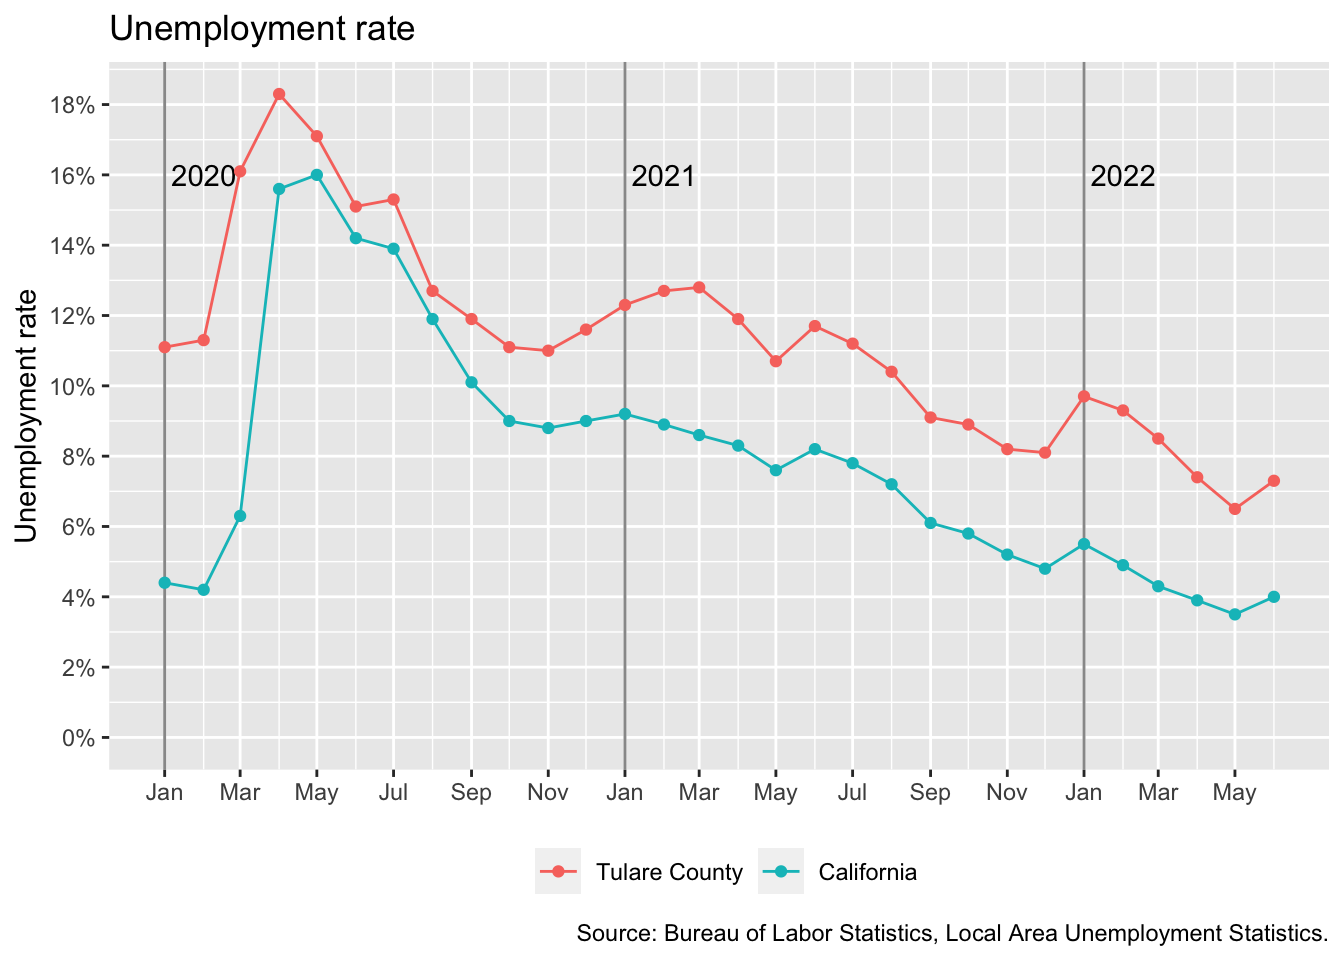 Unemployment rate
Unemployment rate
18%
16%
14%
12%
10%
8%
6%
4%
2%
0%
2020 2021 2022
Jan Mar May Jul Sep Nov Jan Mar May Jul Sep Nov Jan Mar May
Tulare County California
Source: Bureau of Labor Statistics, Local Area Unemployment Statistics.